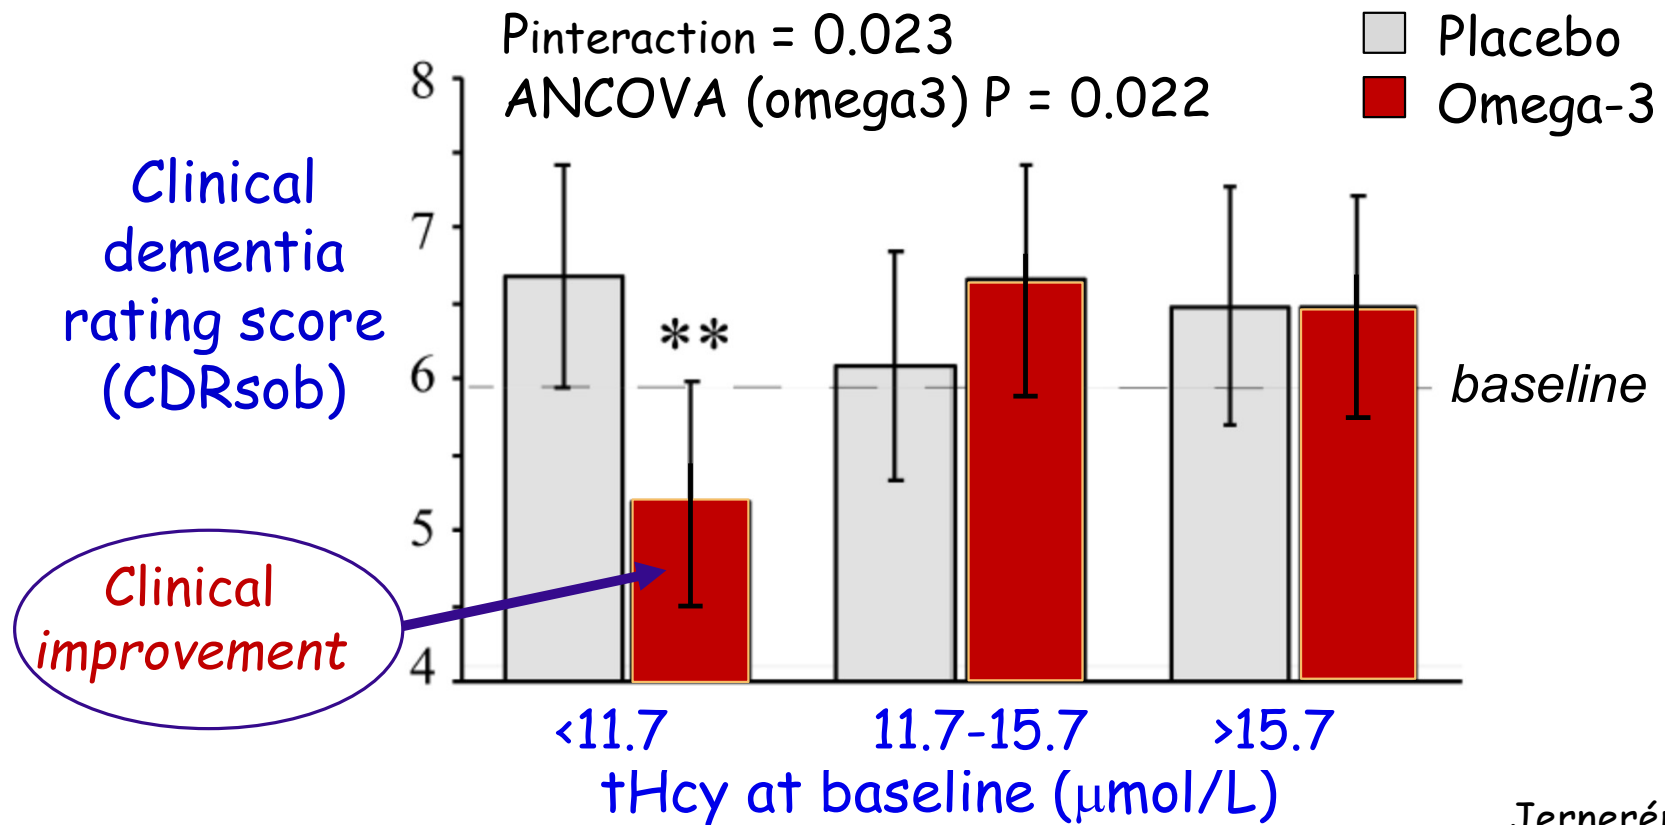 Pinteraction = 0.023
ANCOVA (omega3) P = 0.022
Placebo
Omega-3
Clinical
dementia
rating score
(CDRsob)
8
7
6
5
4
**
baseline
Clinical
improvement
<11.7 11.7-15.7 >15.7
tHcy at baseline (μmol/L)